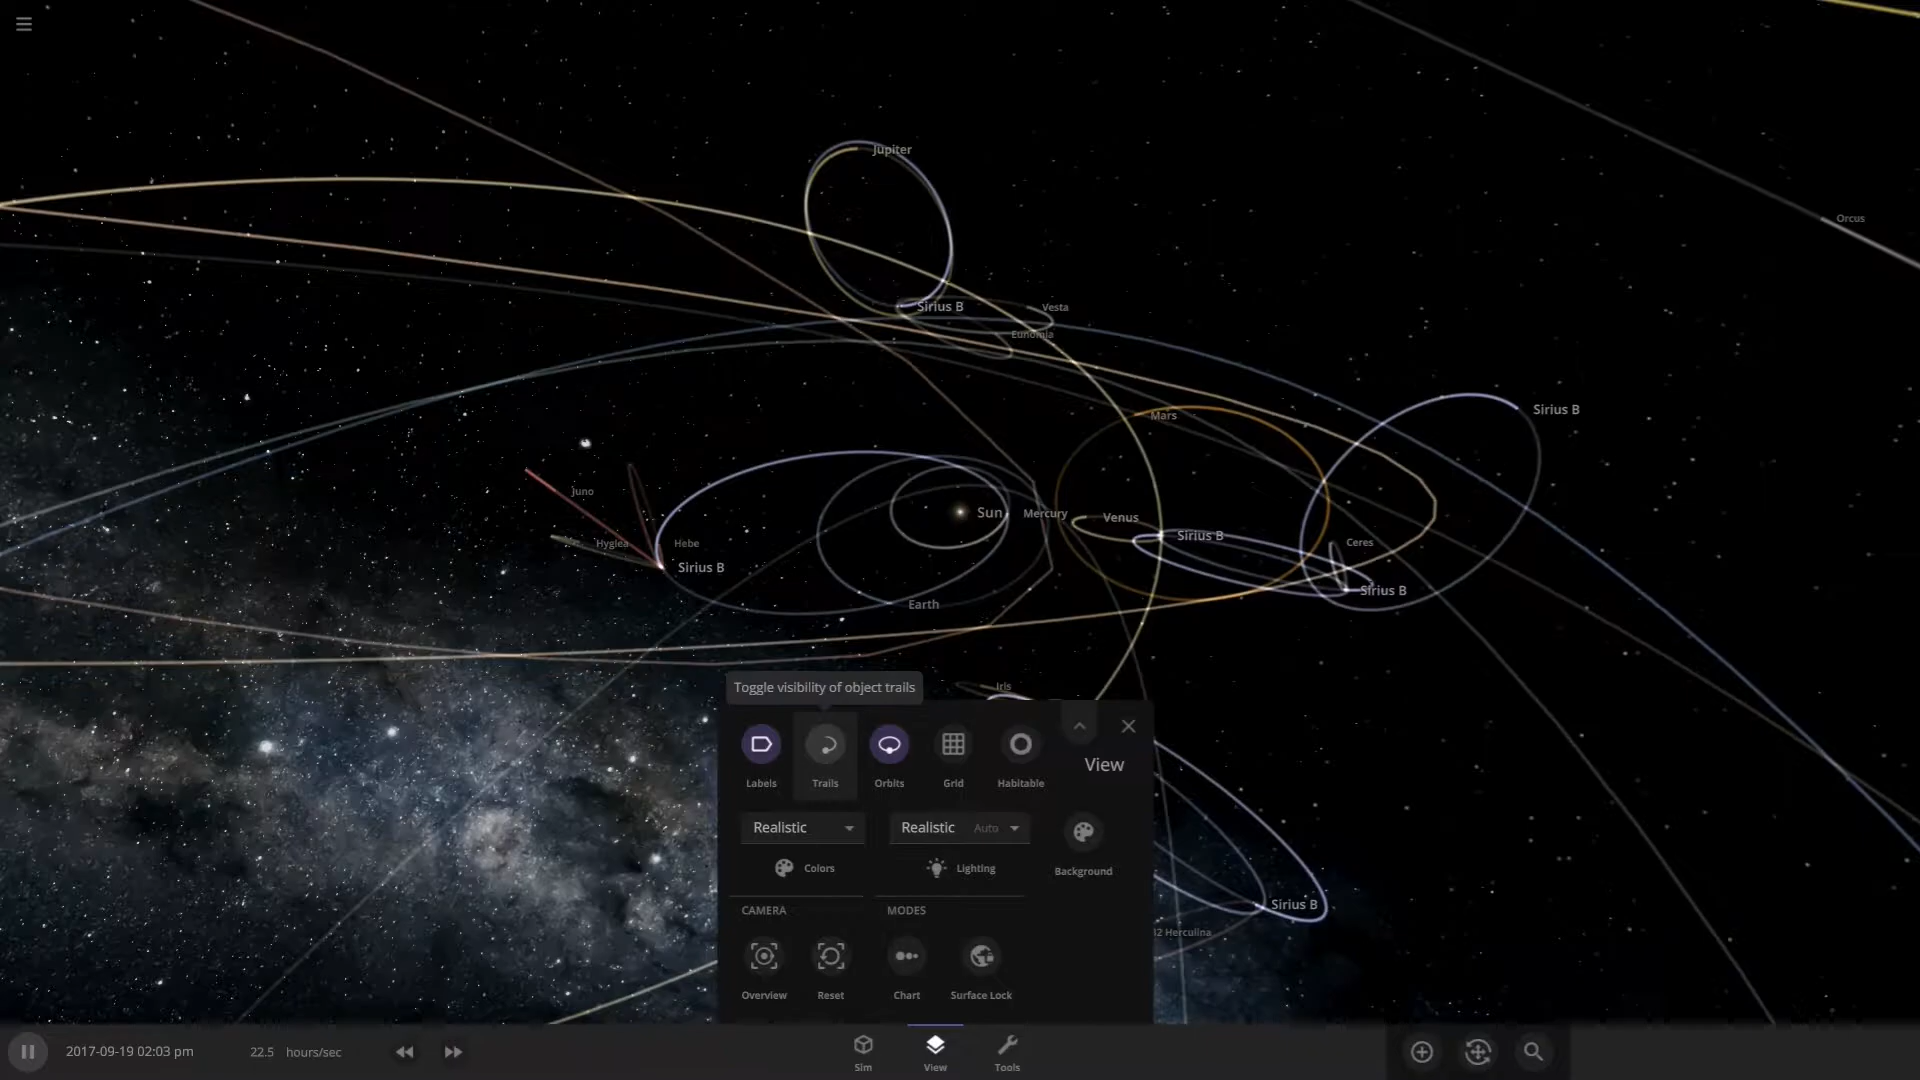 Jupiter
Orcus
Sirius B
Vesta
Eunomia
Mars
Sirius B
Juno
Sun
Mercury
Venus
Sirius B
Hyglea
Hebe
Ceres
Sirius B
Sirius B
Earth
Iris
Toggle visibility of object trails
Labels
Trails
Orbits
Grid
Habitable
View
Realistic
Realistic Auto
Colors
Lighting
Background
CAMERA
MODES
Sirius B
12 Herculina
Overview
Reset
Chart
Surface Lock
2017-09-19 02:03 pm
22.5 hours/sec
Sim
View
Tools